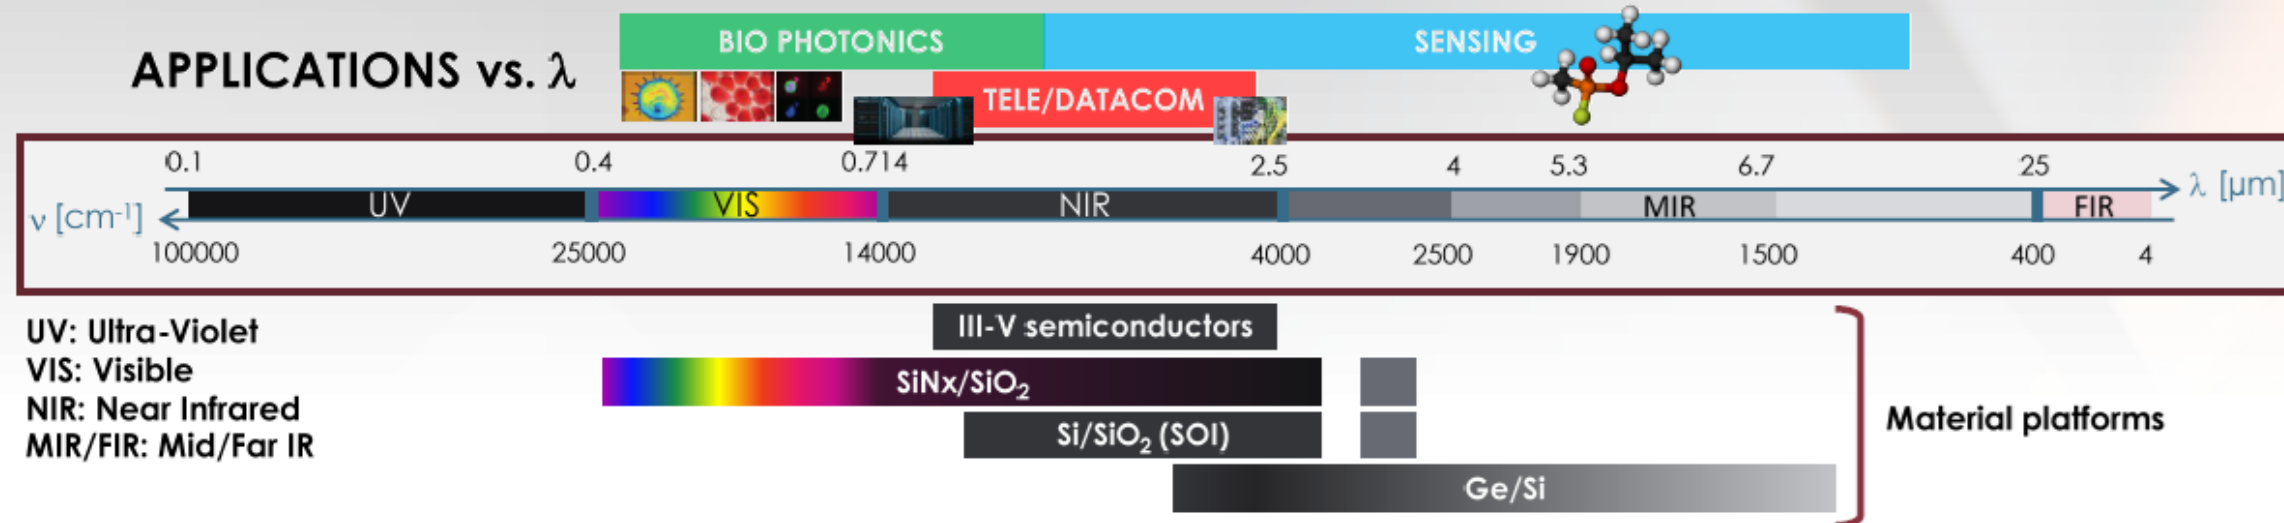 BIO PHOTONICS
SENSING
APPLICATIONS vs. λ
TELE/DATACOM
0.1 0.4 0.714 2.5 4 5.3 6.7 25
UV VIS NIR MIR FIR
λ [µm]
ν [cm⁻¹]
100000 25000 14000 4000 2500 1900 1500 400 4
UV: Ultra-Violet
VIS: Visible
NIR: Near Infrared
MIR/FIR: Mid/Far IR
III-V semiconductors
SiNx/SiO₂
Si/SiO₂ (SOI)
Ge/Si
Material platforms